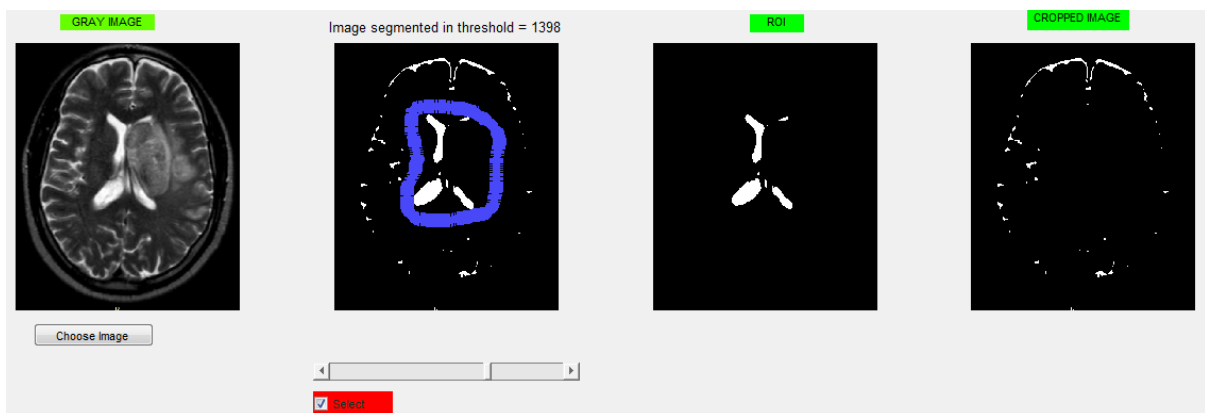 GRAY IMAGE
Image segmented in threshold = 1398
ROI
CROPPED IMAGE
Choose Image
Select